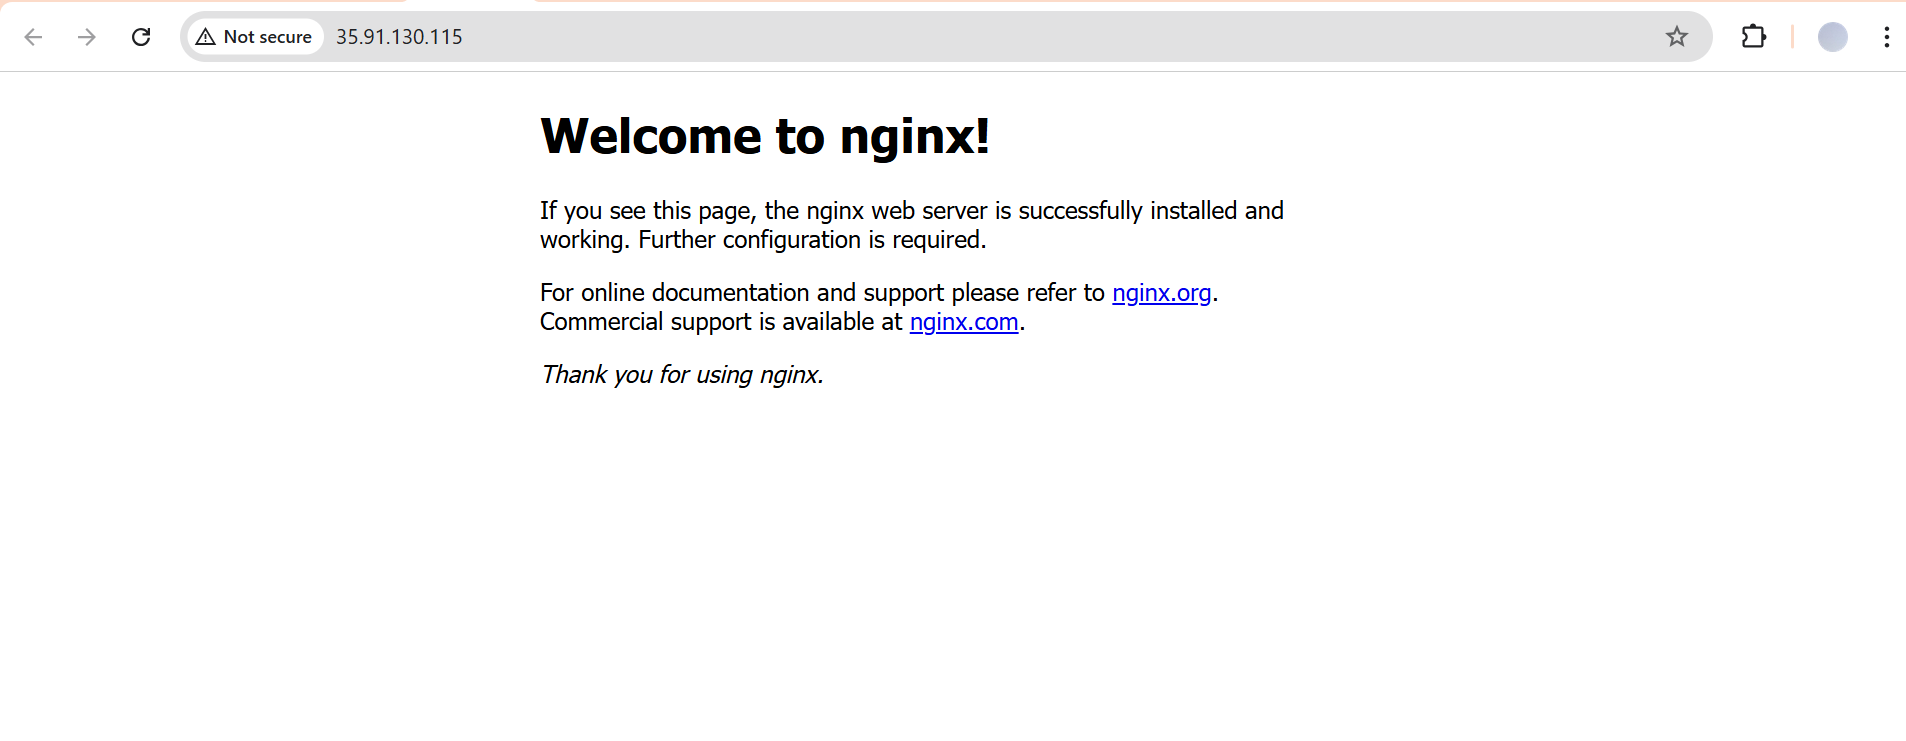 Not secure
35.91.130.115
Welcome to nginx!
If you see this page, the nginx web server is successfully installed and
working. Further configuration is required.
For online documentation and support please refer to nginx.org.
Commercial support is available at nginx.com.
Thank you for using nginx.